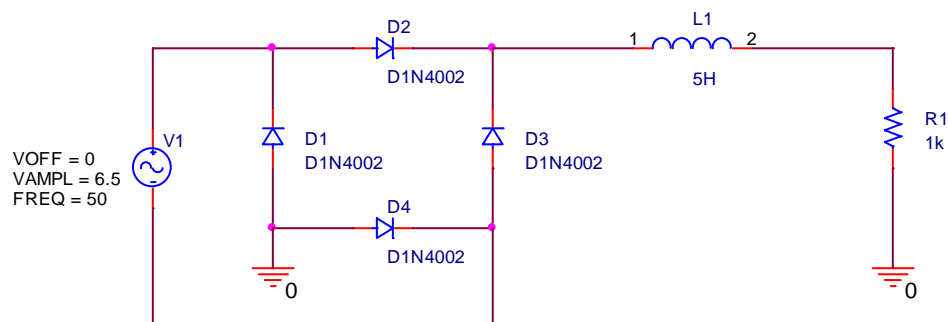 L1
D2
1
2
D1N4002
5H
V1
D1
D1N4002
D3
D1N4002
R1
1k
VOFF = 0
VAMPL = 6.5
FREQ = 50
+
-
D4
D1N4002
0
0